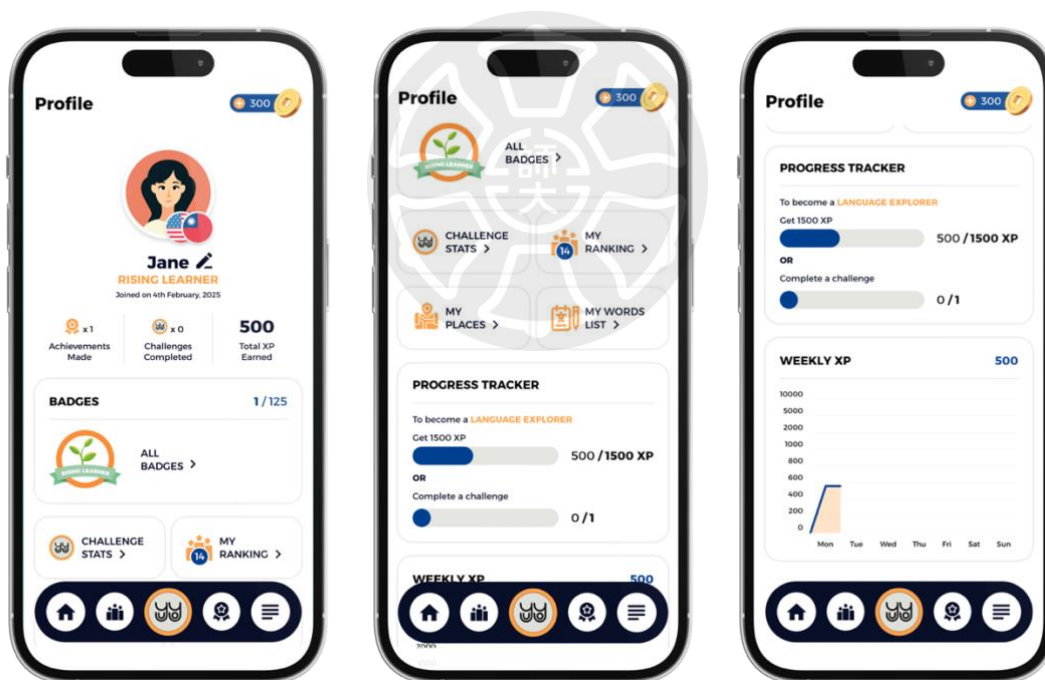 Profile
300
Jane
RISING LEARNER
Joined on 4th February, 2025
x 1
Achievements
Made
x 0
Challenges
Completed
500
Total XP
Earned
BADGES
1 / 125
RISING LEARNER
ALL
BADGES >
CHALLENGE
STATS >
14
MY
RANKING >
Profile
300
RISING LEARNER
ALL
BADGES >
CHALLENGE
STATS >
14
MY
RANKING >
MY
PLACES >
MY WORDS
LIST >
PROGRESS TRACKER
To become a LANGUAGE EXPLORER
Get 1500 XP
500 / 1500 XP
OR
Complete a challenge
0 / 1
WEEKLY XP
500
2000
師大
Profile
300
PROGRESS TRACKER
To become a LANGUAGE EXPLORER
Get 1500 XP
500 / 1500 XP
OR
Complete a challenge
0 / 1
WEEKLY XP
500
10000
5000
2000
1000
800
600
400
200
0
Mon Tue Wed Thu Fri Sat Sun